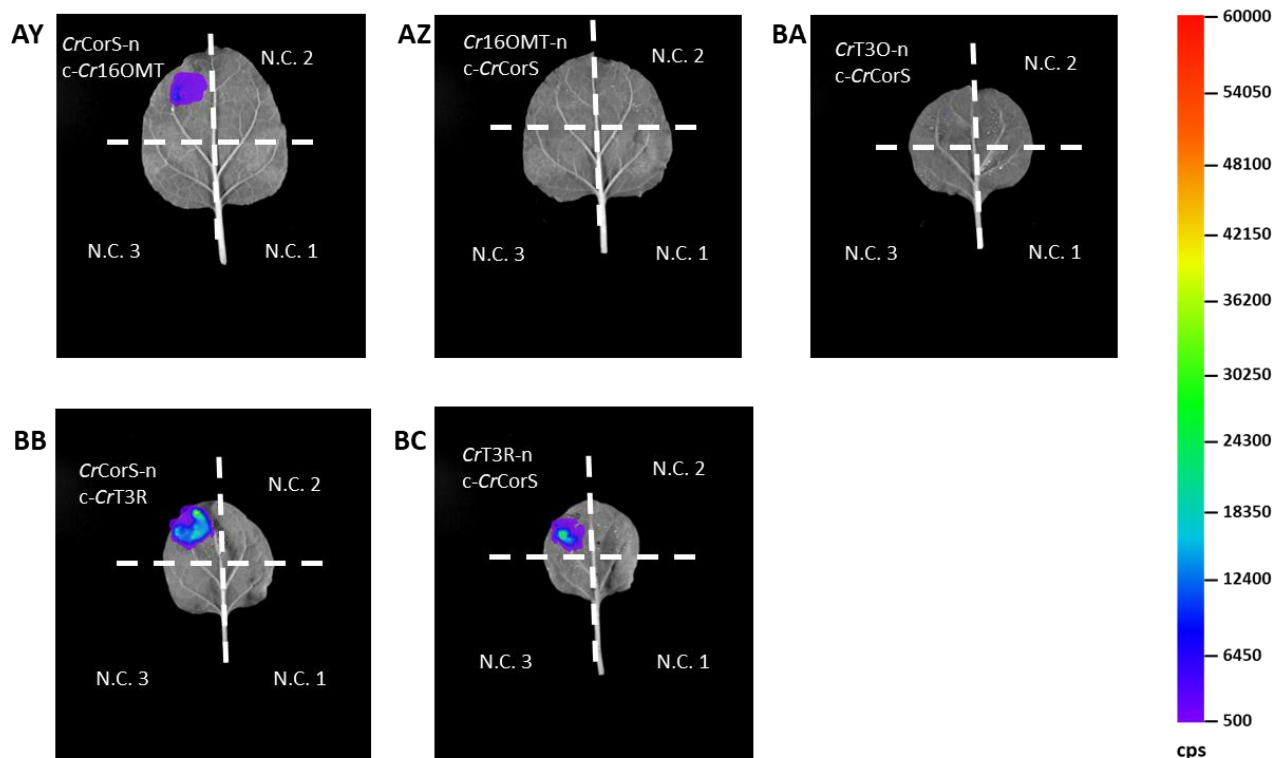 AY
CrCorS-n
c-Cr16OMT
N.C. 2
N.C. 3
N.C. 1
AZ
Cr16OMT-n
c-CrCorS
N.C. 2
N.C. 3
N.C. 1
BA
CrT3O-n
c-CrCorS
N.C. 2
N.C. 3
N.C. 1
BB
CrCorS-n
c-CrT3R
N.C. 2
N.C. 3
N.C. 1
BC
CrT3R-n
c-CrCorS
N.C. 2
N.C. 3
N.C. 1
60000
54050
48100
42150
36200
30250
24300
18350
12400
6450
500
cps